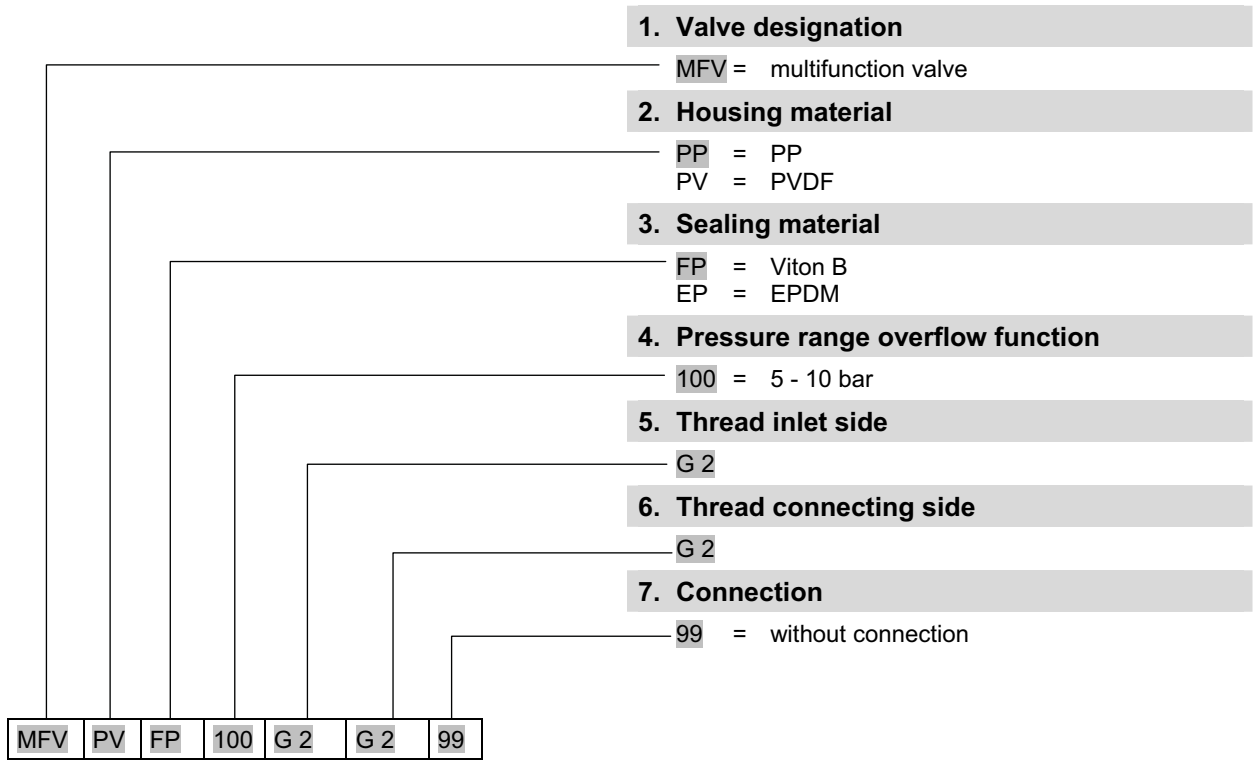 1. Valve designation
MFV = multifunction valve
2. Housing material
PP = PP
PV = PVDF
3. Sealing material
FP = Viton B
EP = EPDM
4. Pressure range overflow function
100 = 5 - 10 bar
5. Thread inlet side
G 2
6. Thread connecting side
G 2
7. Connection
99 = without connection
MFV PV FP 100 G 2 G 2 99